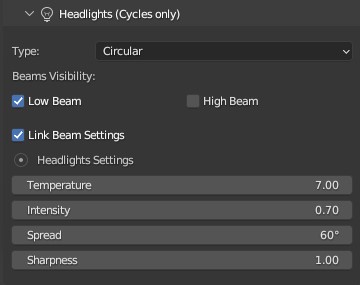 Headlights (Cycles only)
Type: Circular
Beams Visibility:
Low Beam High Beam
Link Beam Settings
Headlights Settings
Temperature 7.00
Intensity 0.70
Spread 60°
Sharpness 1.00